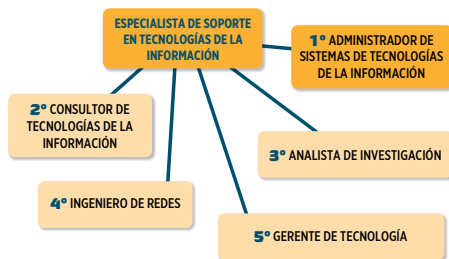 ESPECIALISTA DE SOPORTE
EN TECNOLOGÍAS DE LA
INFORMACIÓN
1º ADMINISTRADOR DE
SISTEMAS DE TECNOLOGÍAS
DE LA INFORMACIÓN
2º CONSULTOR DE
TECNOLOGÍAS DE LA
INFORMACIÓN
3º ANALISTA DE INVESTIGACIÓN
4º INGENIERO DE REDES
5º GERENTE DE TECNOLOGÍA